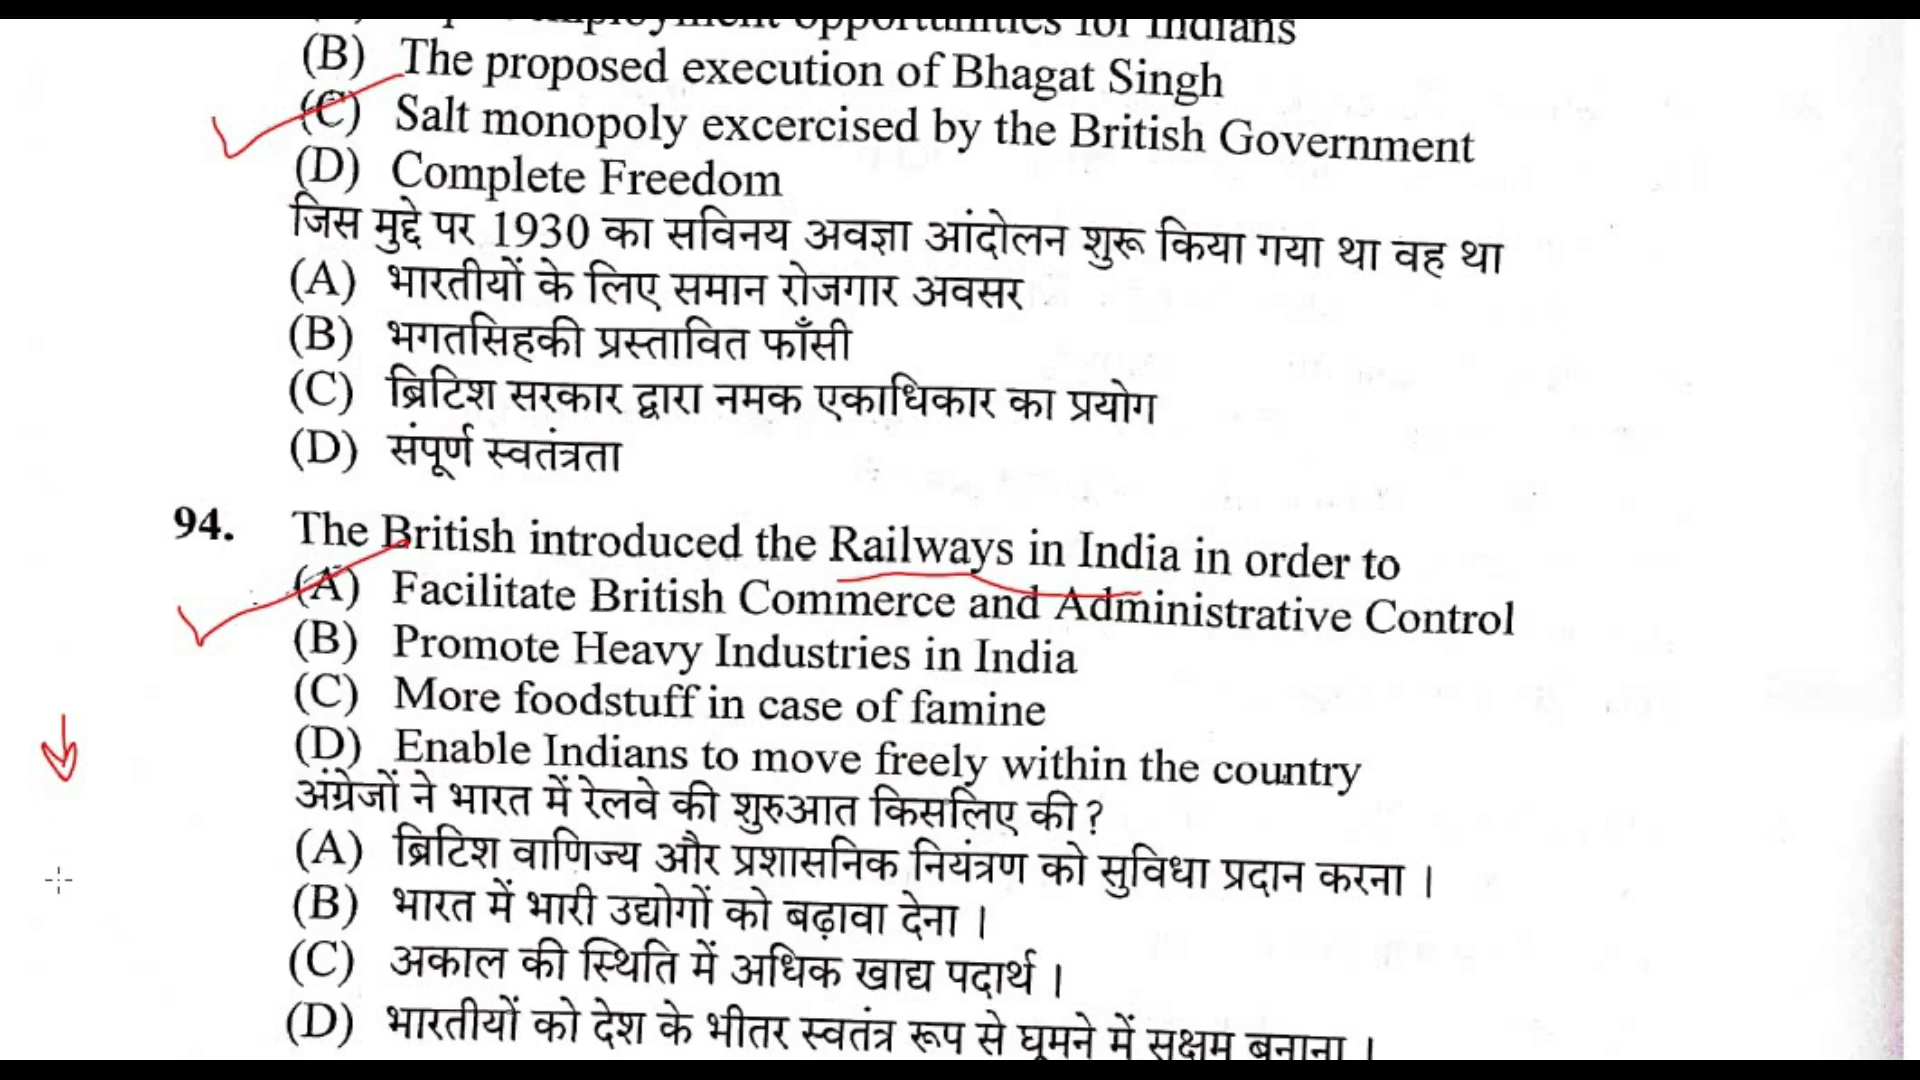 employment opportunities for Indians
(B) The proposed execution of Bhagat Singh
(C) Salt monopoly excercised by the British Government
(D) Complete Freedom
जिस मुद्दे पर 1930 का सविनय अवज्ञा आंदोलन शुरू किया गया था वह था
(A) भारतीयों के लिए समान रोजगार अवसर
(B) भगतसिहकी प्रस्तावित फाँसी
(C) ब्रिटिश सरकार द्वारा नमक एकाधिकार का प्रयोग
(D) संपूर्ण स्वतंत्रता
94. The British introduced the Railways in India in order to
(A) Facilitate British Commerce and Administrative Control
(B) Promote Heavy Industries in India
(C) More foodstuff in case of famine
(D) Enable Indians to move freely within the country
अंग्रेजों ने भारत में रेलवे की शुरुआत किसलिए की ?
(A) ब्रिटिश वाणिज्य और प्रशासनिक नियंत्रण को सुविधा प्रदान करना ।
(B) भारत में भारी उद्योगों को बढ़ावा देना ।
(C) अकाल की स्थिति में अधिक खाद्य पदार्थ ।
(D) भारतीयों को देश के भीतर स्वतंत्र रूप से घूमने में सक्षम बनाना ।